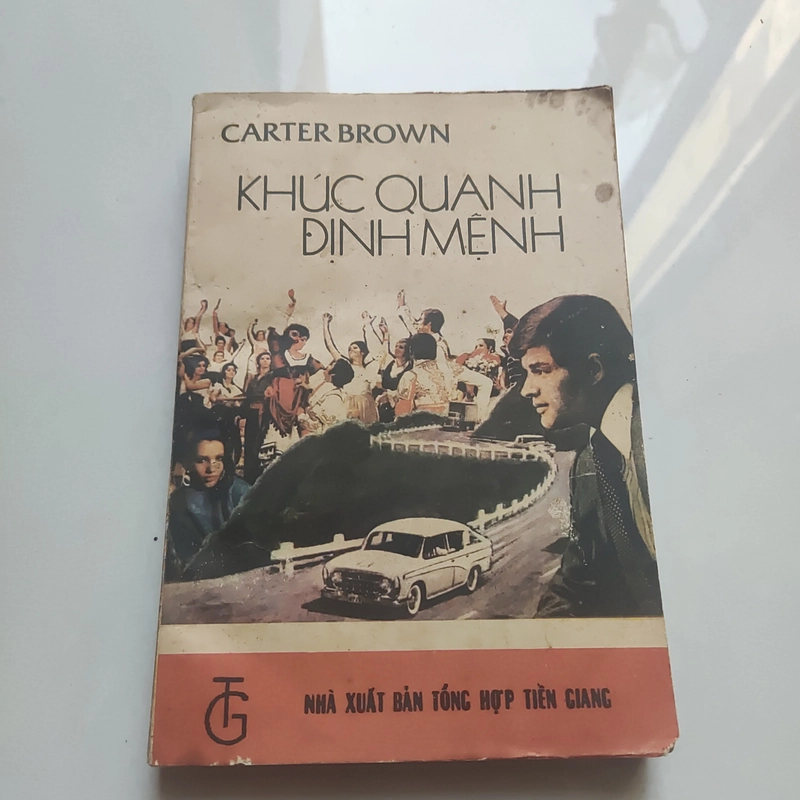 CARTER BROWN
KHÚC QUANH
ĐỊNH MỆNH
TG
NHÀ XUẤT BẢN TỔNG HỢP TIỀN GIANG